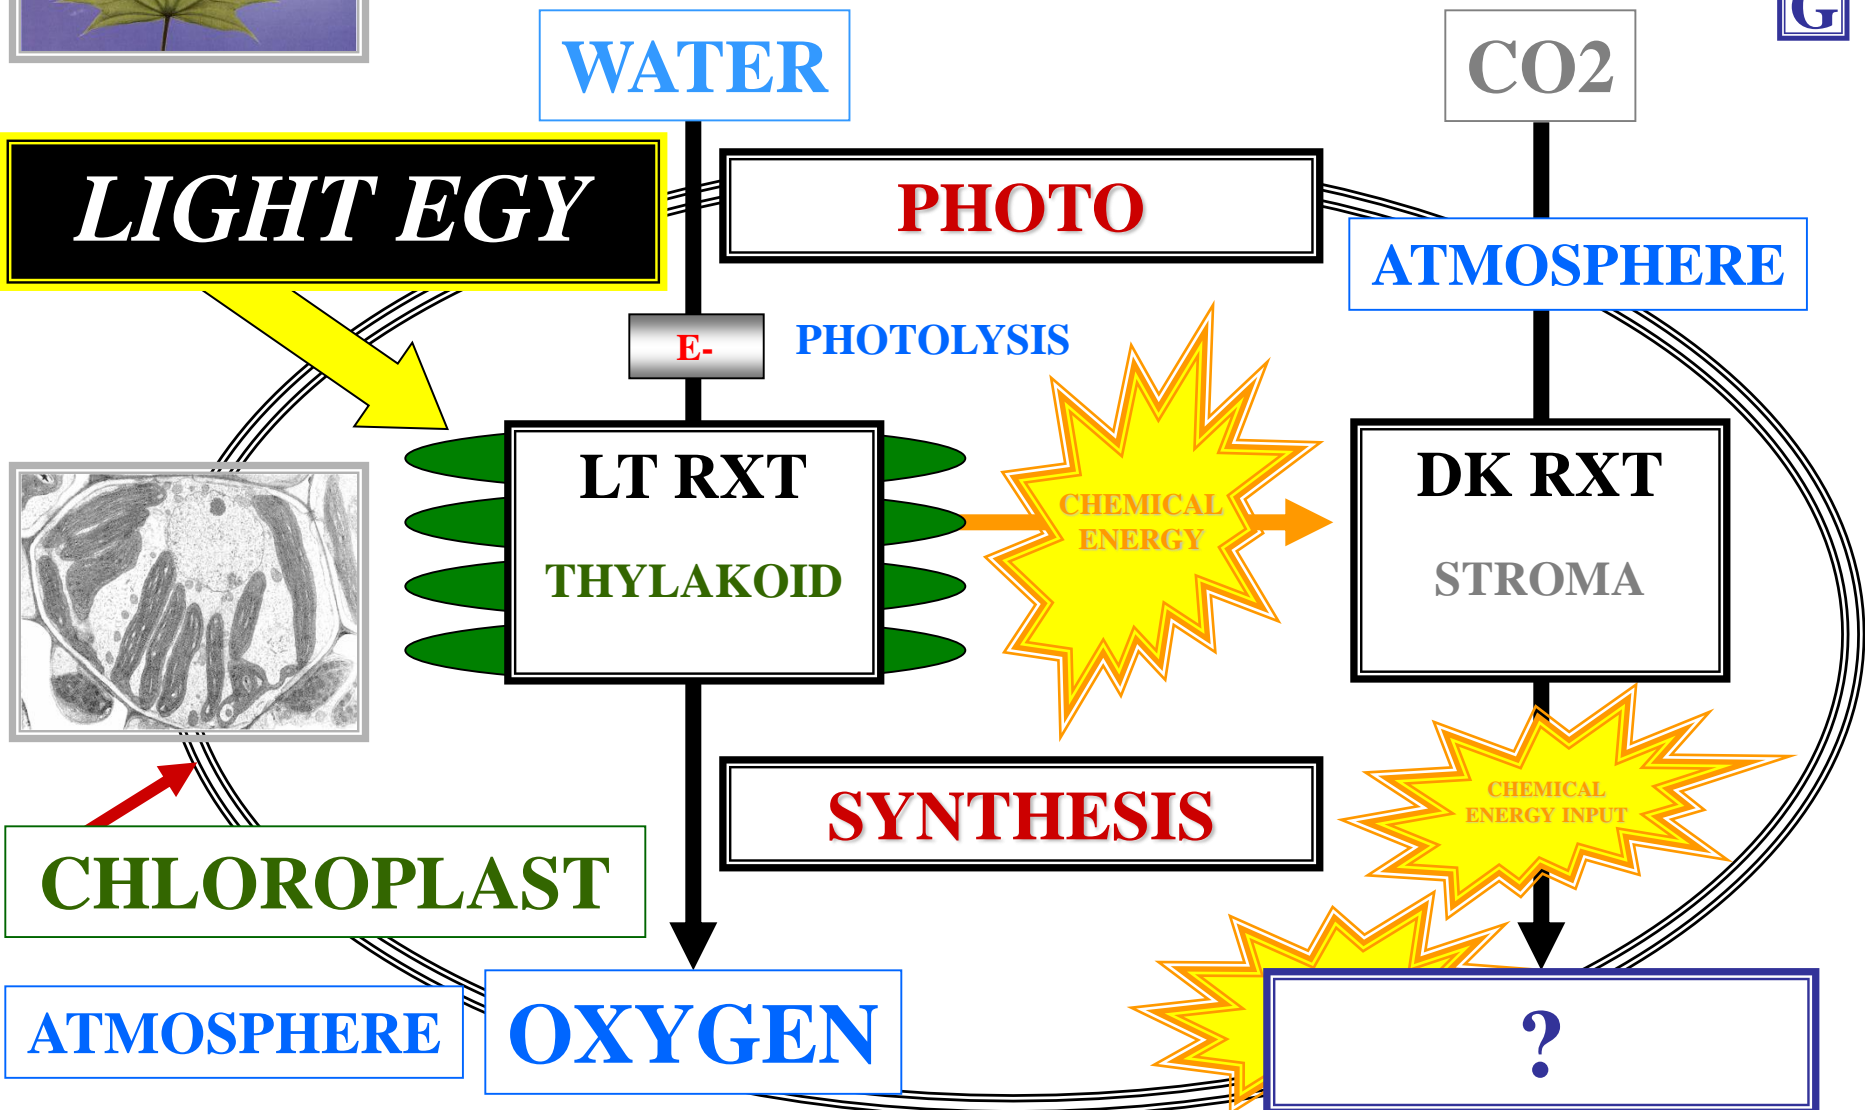 WATER
CO2
G
LIGHT EGY
PHOTO
ATMOSPHERE
E-
PHOTOLYSIS
LT RXT
THYLAKOID
CHEMICAL
ENERGY
DK RXT
STROMA
SYNTHESIS
CHEMICAL
ENERGY INPUT
CHLOROPLAST
ATMOSPHERE
OXYGEN
?